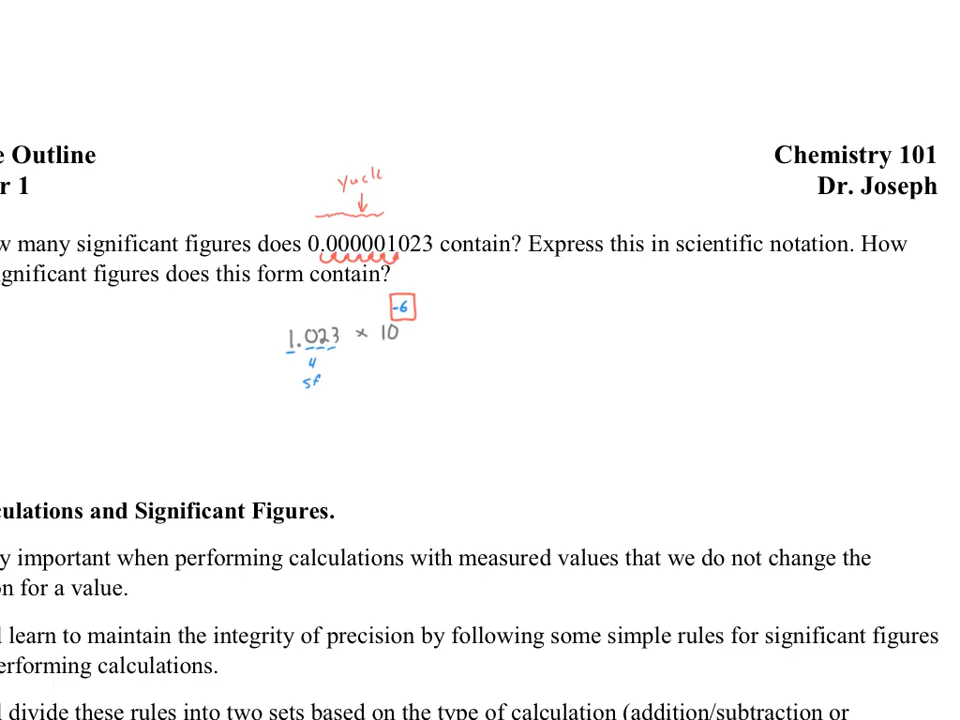 e Outline
Chemistry 101
r 1
Dr. Joseph
Yuck
w many significant figures does 0.000001023 contain? Express this in scientific notation. How
gnificant figures does this form contain?
-6
1.023 × 10
4
sf
culations and Significant Figures.
y important when performing calculations with measured values that we do not change the
on for a value.
l learn to maintain the integrity of precision by following some simple rules for significant figures
erforming calculations.
l divide these rules into two sets based on the type of calculation (addition/subtraction or